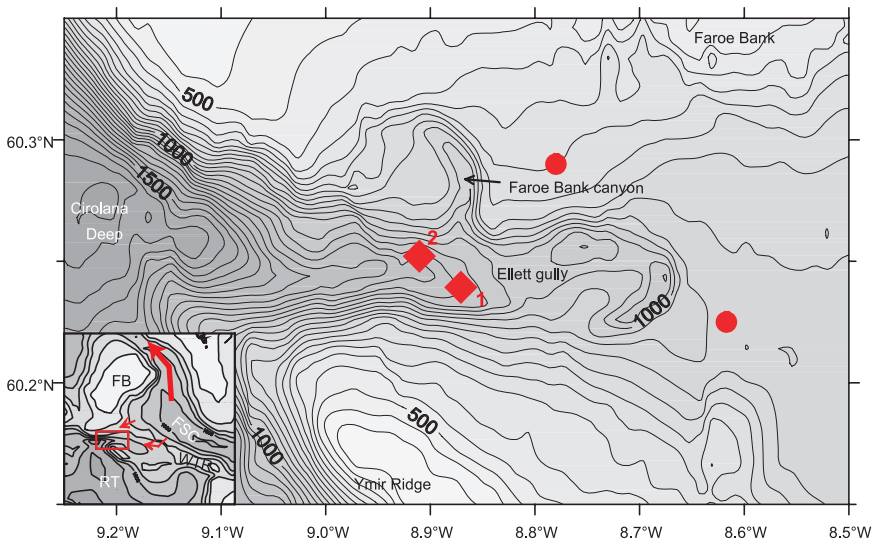 Faroe Bank
500
60.3°N
1000
1500
Faroe Bank canyon
Cirolana
Deep
2
Ellett gully
1
1000
60.2°N
FB
FSC
500
1000
WTR
RT
Ymir Ridge
9.2°W
9.1°W
9.0°W
8.9°W
8.8°W
8.7°W
8.6°W
8.5°W